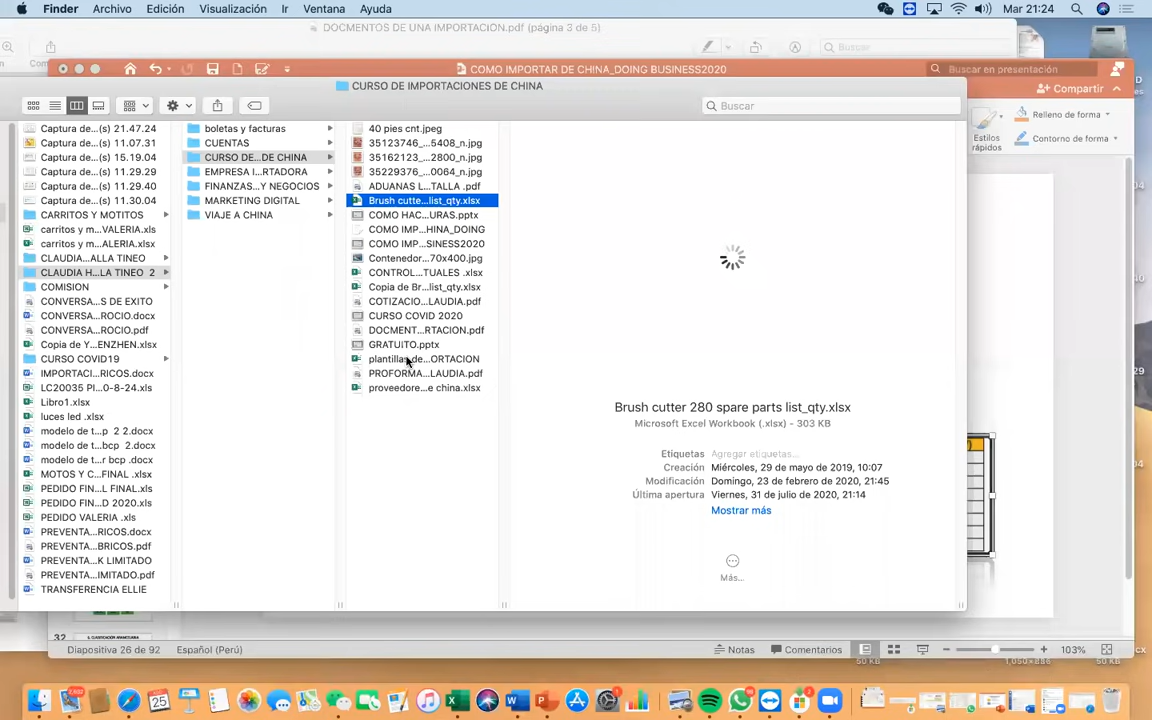 Finder Archivo Edición Visualización Ir Ventana Ayuda
Mar 21:24
DOCUMENTOS DE UNA IMPORTACION.pdf (página 3 de 5)
Buscar
COMO IMPORTAR DE CHINA_DOING BUSINESS2020
Buscar en presentación
CURSO DE IMPORTACIONES DE CHINA
Compartir
Buscar
Relleno de forma
Estilos
rápidos
Contorno de forma
Captura de...(s) 21.47.24
Captura de...(s) 11.07.31
Captura de...(s) 15.19.04
Captura de...(s) 11.29.29
Captura de...(s) 11.29.40
Captura de...(s) 11.30.04
CARRITOS Y MOTITOS
carritos y m...VALERIA.xls
carritos y m...ALERIA.xlsx
CLAUDIA...ALLA TINEO
CLAUDIA H...LA TINEO 2
COMISION
CONVERSA...S DE EXITO
CONVERSA...ROCIO.docx
CONVERSA...ROCIO.pdf
Copia de Y...ENZHEN.xlsx
CURSO COVID19
IMPORTACI...RICOS.docx
LC20035 PI...0-8-24.xls
Libro1.xlsx
luces led .xlsx
modelo de t...p 2 2.docx
modelo de t...bcp 2.docx
modelo de t...r bcp .docx
MOTOS Y C...FINAL .xlsx
PEDIDO FIN...L FINAL.xls
PEDIDO FIN...D 2020.xls
PEDIDO VALERIA .xls
PREVENTA...RICOS.docx
PREVENTA...BRICOS.pdf
PREVENTA...K LIMITADO
PREVENTA...IMITADO.pdf
TRANSFERENCIA ELLIE
boletas y facturas
CUENTAS
CURSO DE...DE CHINA
EMPRESA I...RTADORA
FINANZAS...Y NEGOCIOS
MARKETING DIGITAL
VIAJE A CHINA
40 pies cnt.jpeg
35123746_...5408_n.jpg
35162123_...2800_n.jpg
35229376_...0064_n.jpg
ADUANAS L...TALLA .pdf
Brush cutte...list_qty.xlsx
COMO HAC...URAS.pptx
COMO IMP...HINA_DOING
COMO IMP...SINESS2020
Contenedor...70x400.jpg
CONTROL...TUALES .xlsx
Copia de Br...list_qty.xlsx
COTIZACIO...LAUDIA.pdf
CURSO COVID 2020
DOCMENT...RTACION.pdf
GRATUITO.pptx
plantillas de...ORTACION
PROFORMA...LAUDIA.pdf
proveedore...e china.xlsx
Brush cutter 280 spare parts list_qty.xlsx
Microsoft Excel Workbook (.xlsx) - 303 KB
Etiquetas Agregar etiquetas...
Creación Miércoles, 29 de mayo de 2019, 10:07
Modificación Domingo, 23 de febrero de 2020, 21:45
Última apertura Viernes, 31 de julio de 2020, 21:14
Mostrar más
Más...
32
Diapositiva 26 de 92 Español (Perú)
Notas Comentarios
103%
50 KB
1,050×886
50 KB
25